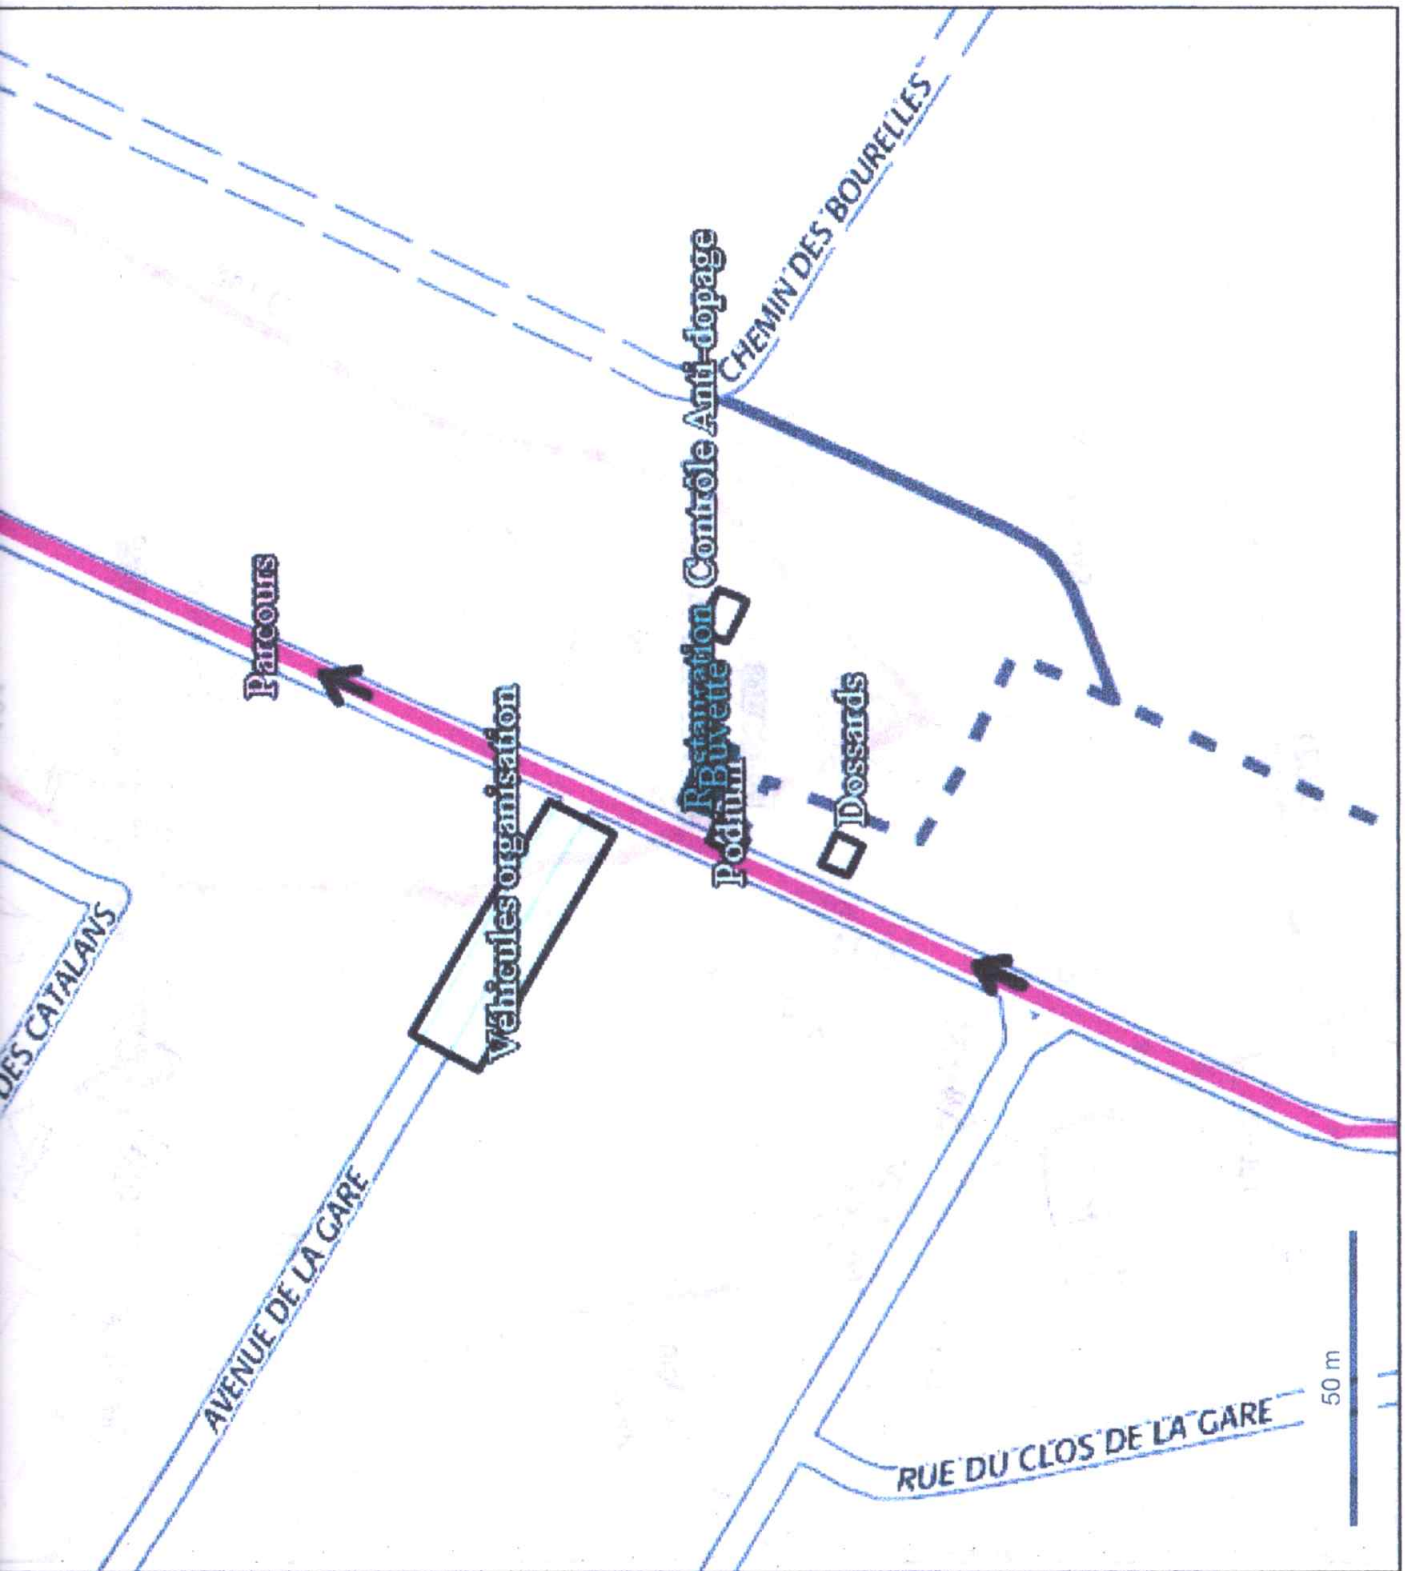 CHEMIN DES BOURELLES
Contrôle Anti-dopage
Parcours
Restauration
Buvette
Podium
Dossards
Véhicules organisation
DES CATALANS
AVENUE DE LA GARE
RUE DU CLOS DE LA GARE
50 m